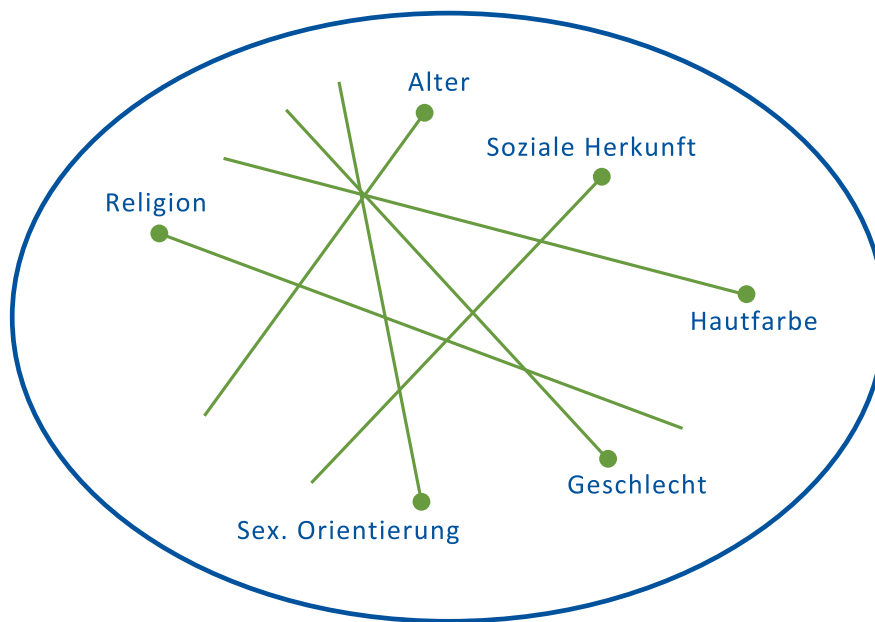 Alter
Soziale Herkunft
Religion
Hautfarbe
Geschlecht
Sex. Orientierung